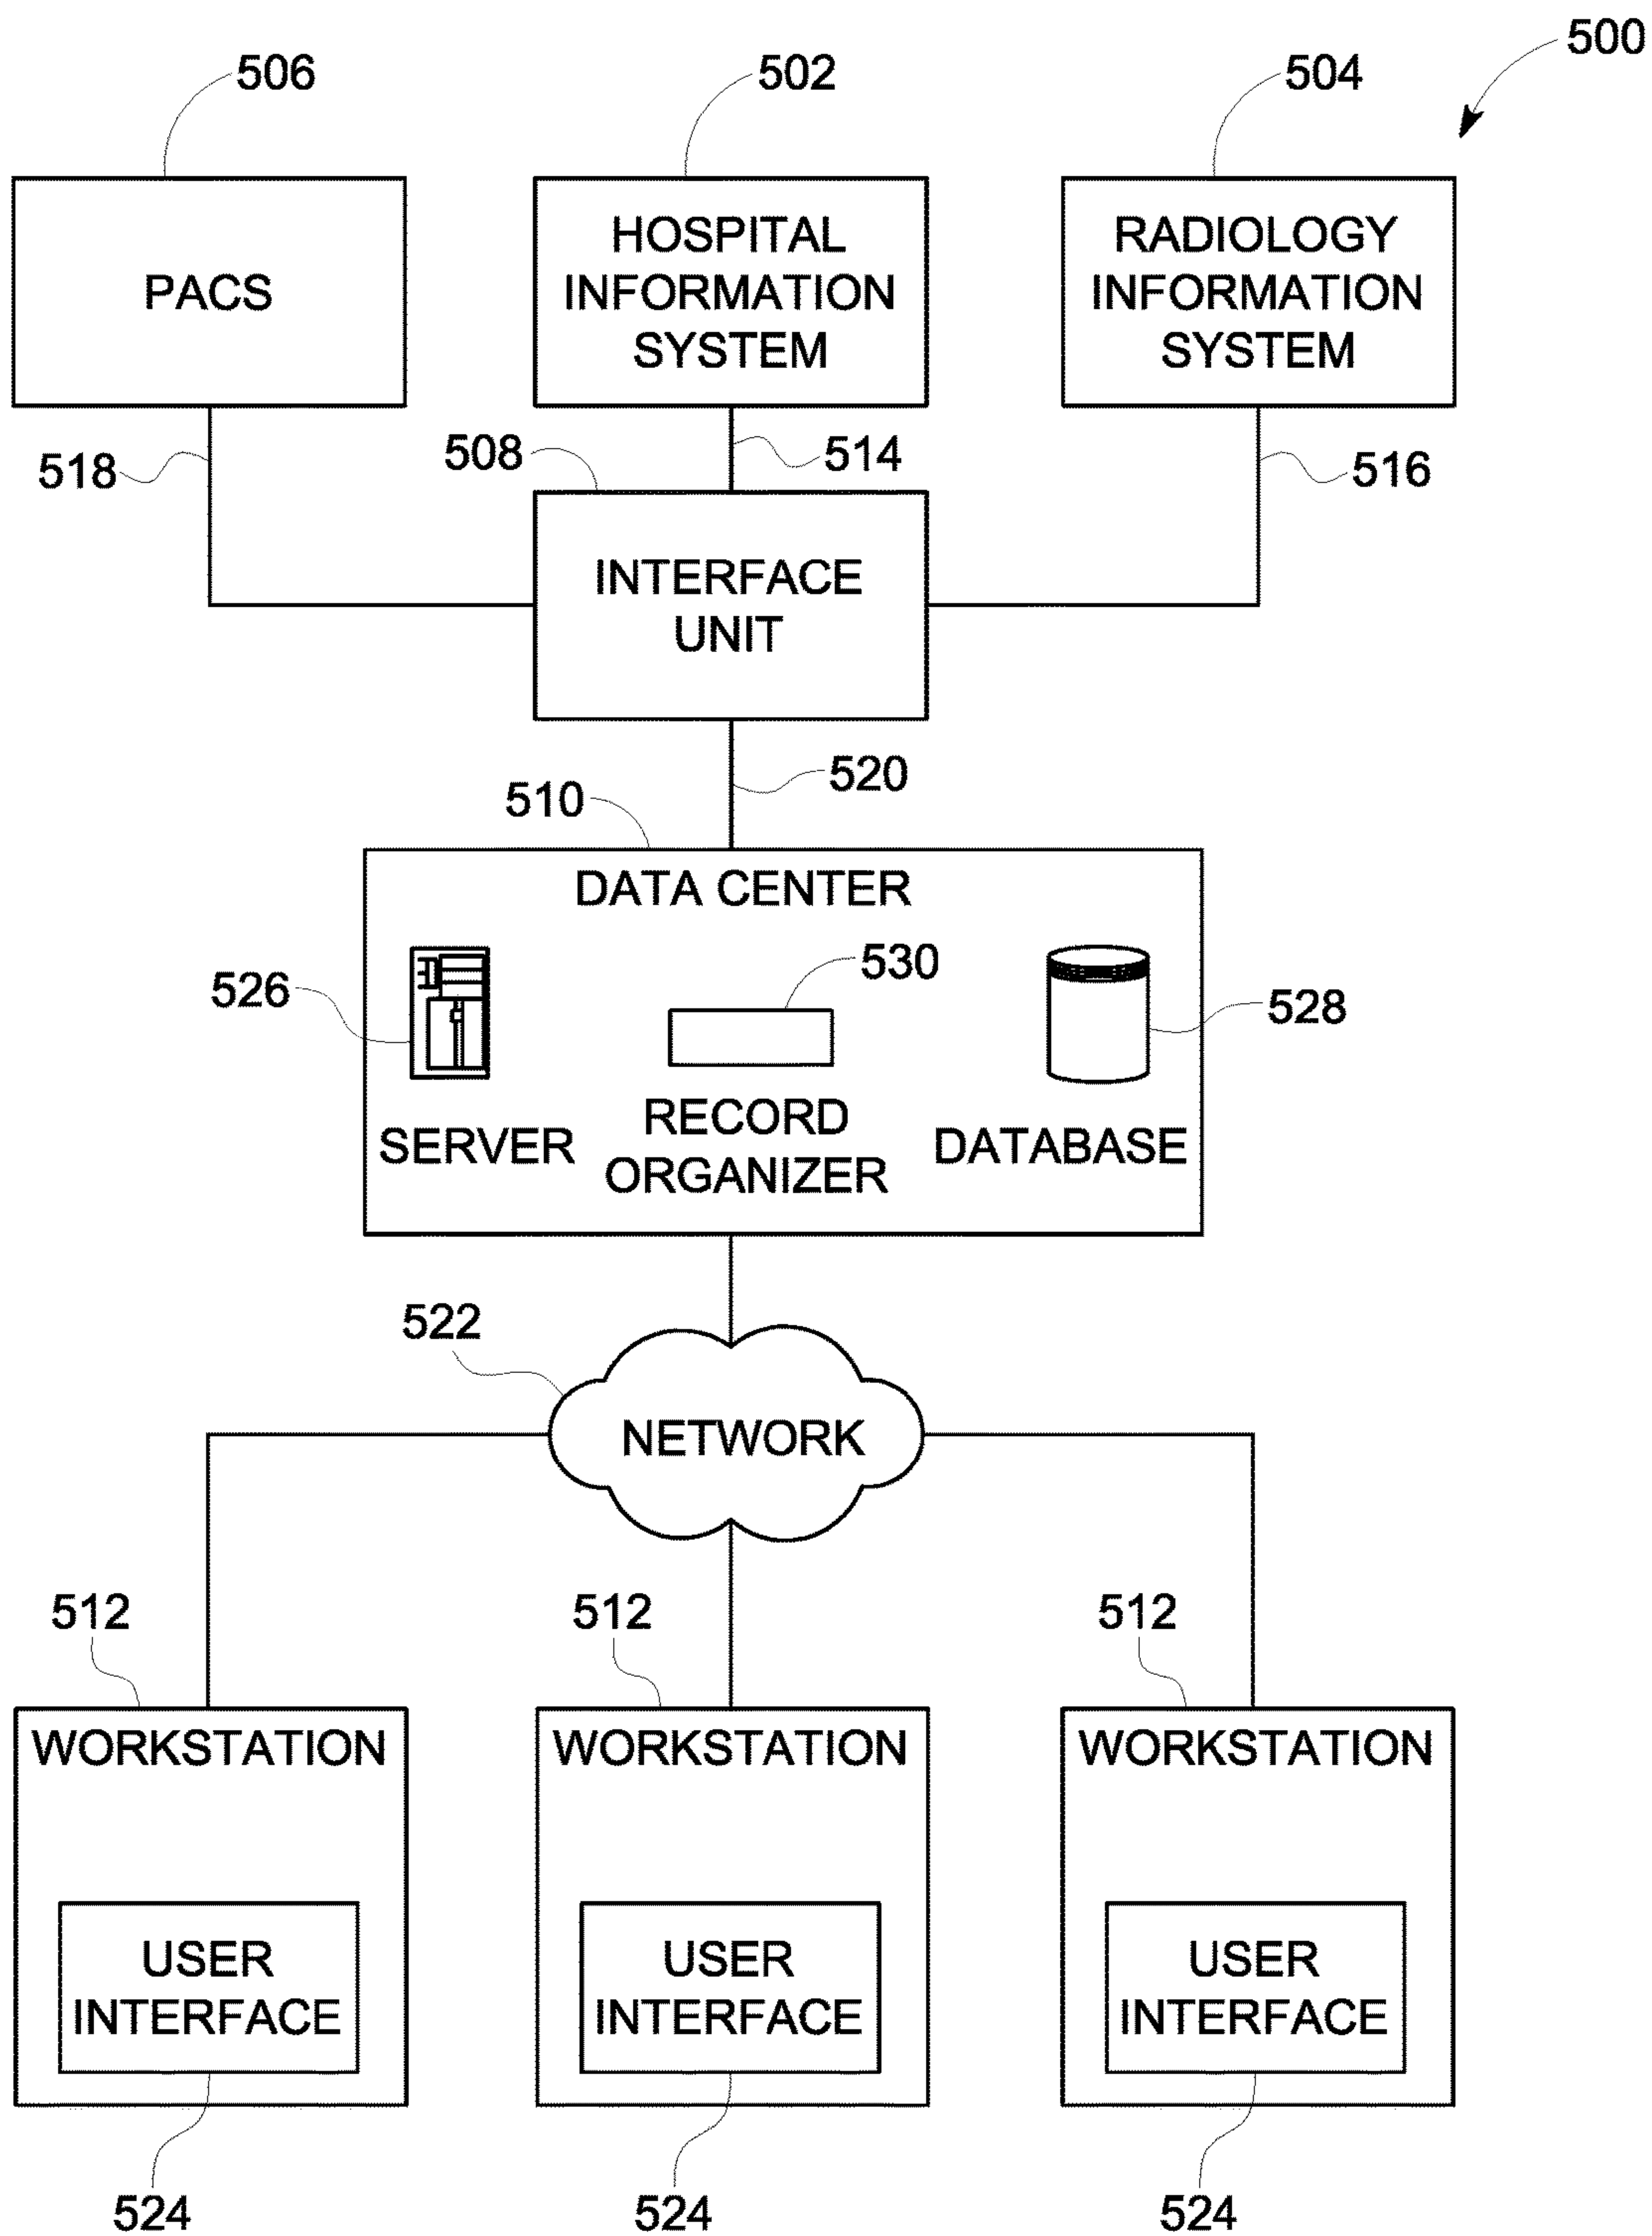 500
506
502
504
PACS
HOSPITAL
INFORMATION
SYSTEM
RADIOLOGY
INFORMATION
SYSTEM
518
508
514
516
INTERFACE
UNIT
520
510
DATA CENTER
526
530
528
SERVER
RECORD
ORGANIZER
DATABASE
522
NETWORK
512
512
512
WORKSTATION
WORKSTATION
WORKSTATION
USER
INTERFACE
USER
INTERFACE
USER
INTERFACE
524
524
524